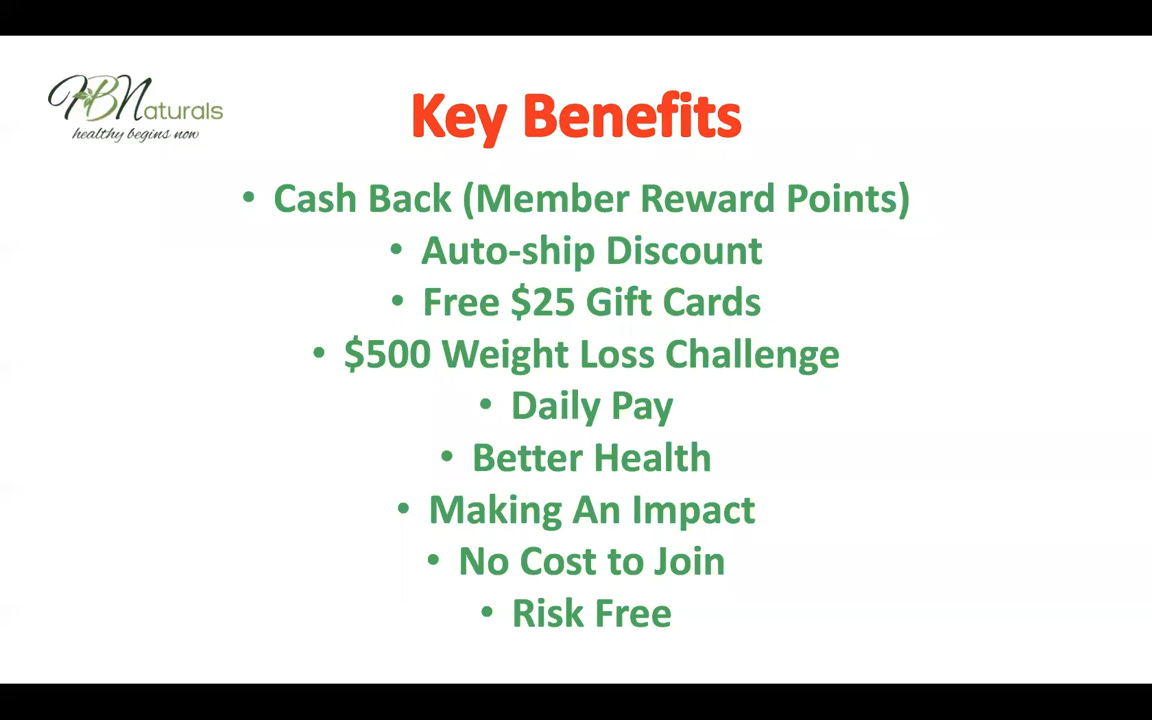 HBNaturals
healthy begins now
Key Benefits
• Cash Back (Member Reward Points)
• Auto-ship Discount
• Free $25 Gift Cards
• $500 Weight Loss Challenge
• Daily Pay
• Better Health
• Making An Impact
• No Cost to Join
• Risk Free